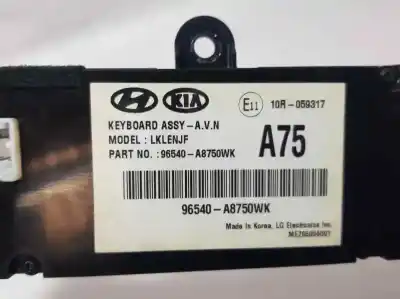 HYUNDAI KIA E11 10R-059317
KEYBOARD ASSY-A.V.N
MODEL : LKLENJF
A75
PART NO. : 96540-A8750WK
96540-A8750WK
Made in Korea, LG Electronics Inc.